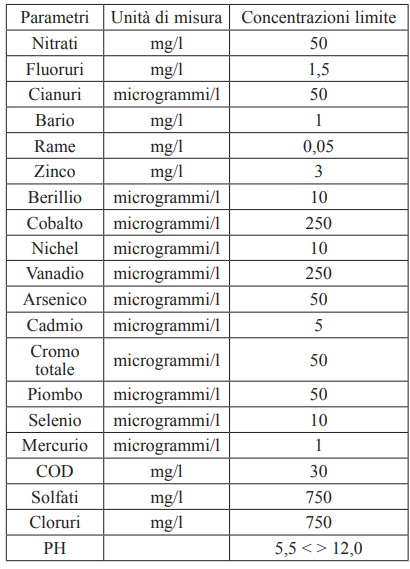 Parametri Unità di misura Concentrazioni limite
Nitrati mg/l 50
Fluoruri mg/l 1,5
Cianuri microgrammi/l 50
Bario mg/l 1
Rame mg/l 0,05
Zinco mg/l 3
Berillio microgrammi/l 10
Cobalto microgrammi/l 250
Nichel microgrammi/l 10
Vanadio microgrammi/l 250
Arsenico microgrammi/l 50
Cadmio microgrammi/l 5
Cromo
totale microgrammi/l 50
Piombo microgrammi/l 50
Selenio microgrammi/l 10
Mercurio microgrammi/l 1
COD mg/l 30
Solfati mg/l 750
Cloruri mg/l 750
PH 5,5 < > 12,0